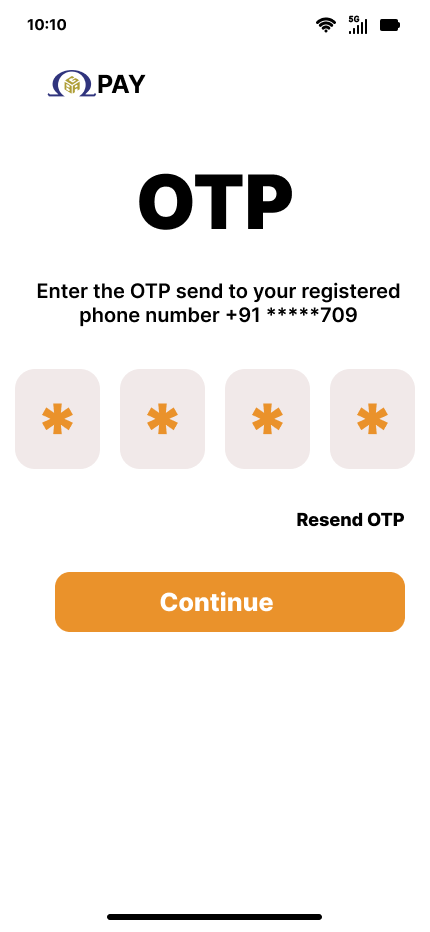 10:10
5G
PAY
OTP
Enter the OTP send to your registered
phone number +91 *****709
* * * *
Resend OTP
Continue